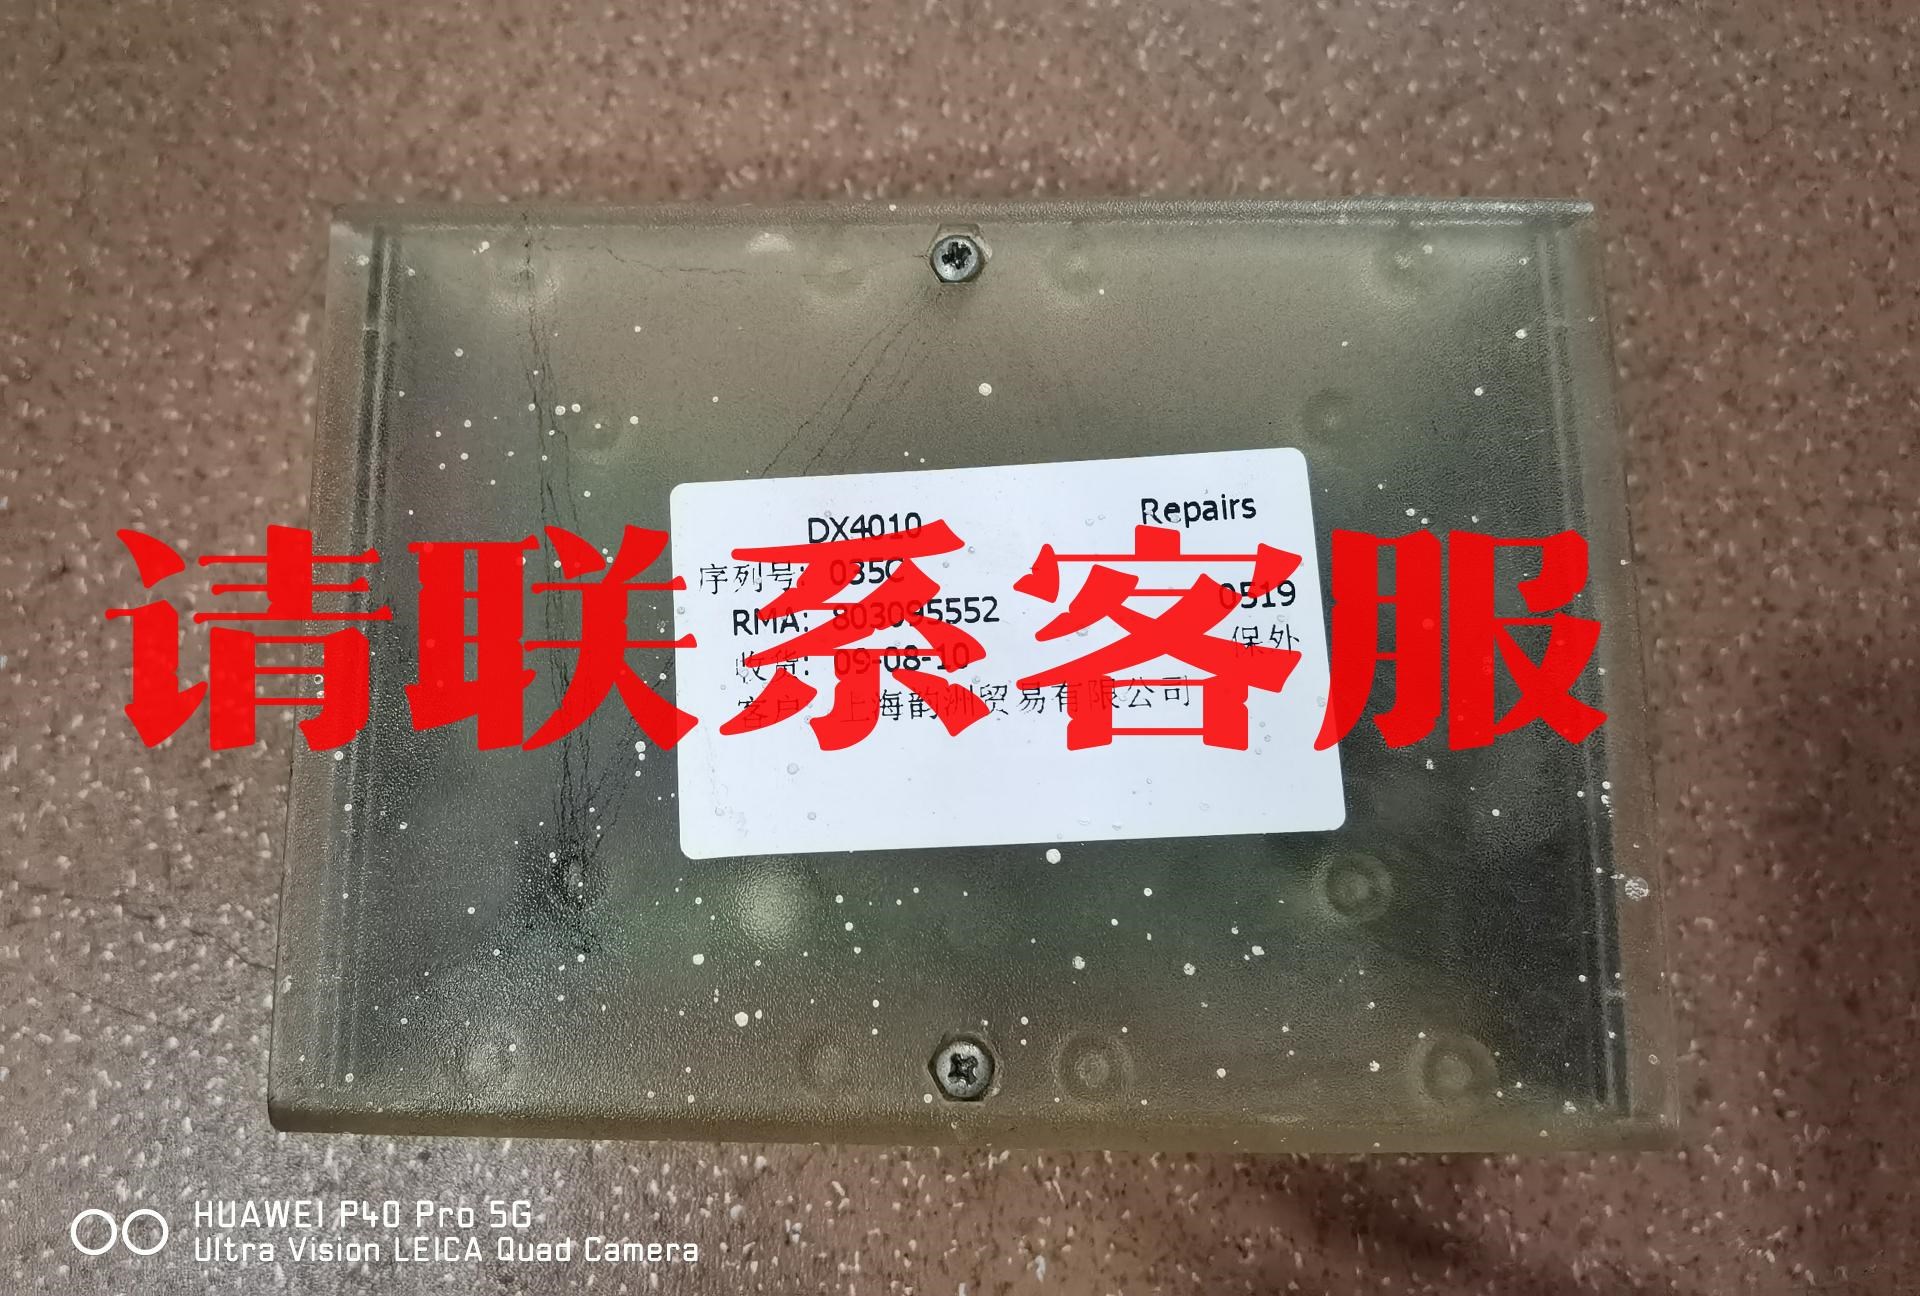 DX4010 Repairs
序列号: 035C
RMA: 803095552 0519
收货: 09-08-10 保外
客户: 上海韵洲贸易有限公司
请联系客服
HUAWEI P40 Pro 5G
Ultra Vision LEICA Quad Camera